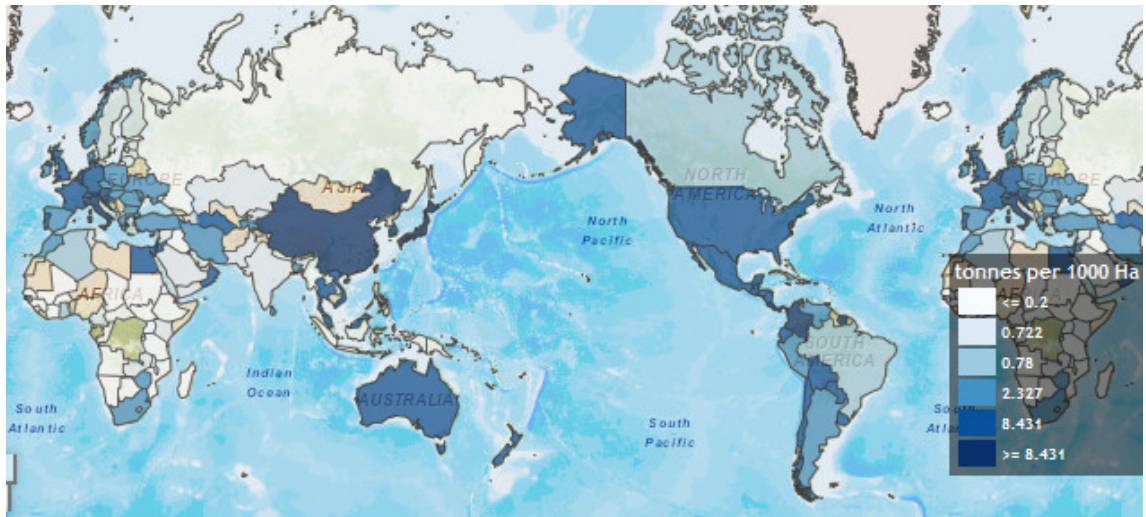 EUROPE
ASIA
AFRICA
Indian
Ocean
South
Atlantic
AUSTRALIA
North
Pacific
South
Pacific
NORTH
AMERICA
North
Atlantic
SOUTH
AMERICA
EUROPE
tonnes per 1000 Ha
<= 0.2
0.722
0.78
2.327
8.431
>= 8.431